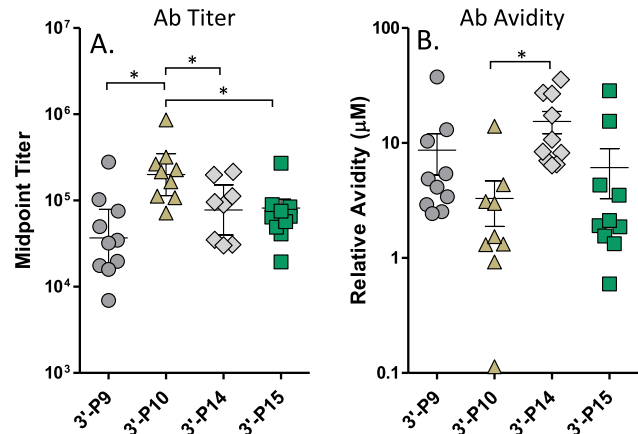 Ab Titer
A.
Midpoint Titer
10⁷
10⁶
10⁵
10⁴
10³
*
*
*
3'-P9
3'-P10
3'-P14
3'-P15
Ab Avidity
B.
Relative Avidity (μM)
100
10
1
0.1
*
3'-P9
3'-P10
3'-P14
3'-P15